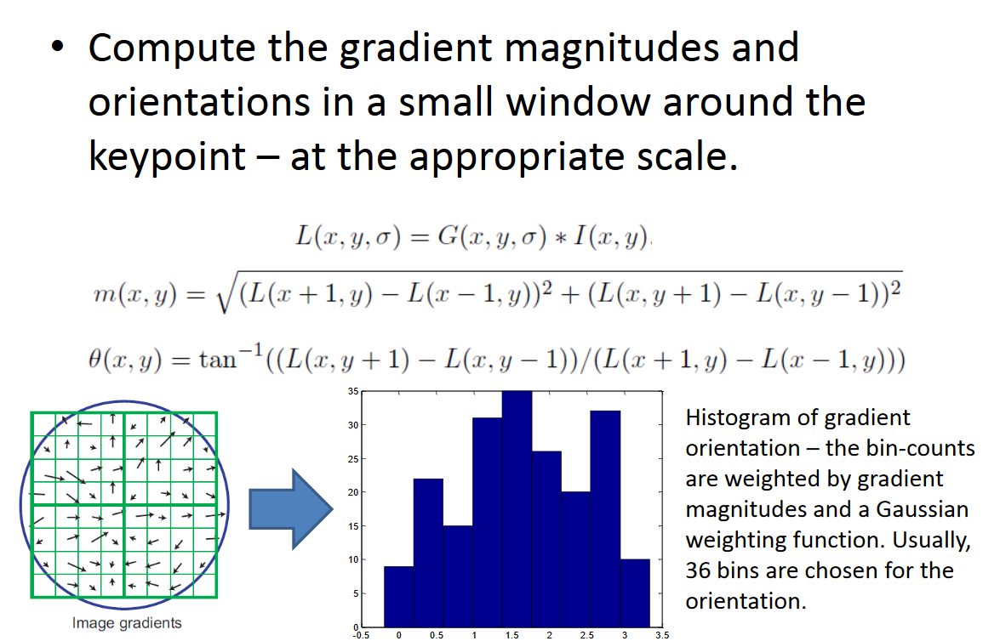 • Compute the gradient magnitudes and
orientations in a small window around the
keypoint – at the appropriate scale.
L(x, y, σ) = G(x, y, σ) ∗ I(x, y).
m(x, y) = √((L(x + 1, y) − L(x − 1, y))² + (L(x, y + 1) − L(x, y − 1))²)
θ(x, y) = tan⁻¹((L(x, y + 1) − L(x, y − 1))/(L(x + 1, y) − L(x − 1, y)))
35
30
25
20
15
10
5
0
-0.5 0 0.5 1 1.5 2 2.5 3 3.5
Image gradients
Histogram of gradient
orientation – the bin-counts
are weighted by gradient
magnitudes and a Gaussian
weighting function. Usually,
36 bins are chosen for the
orientation.